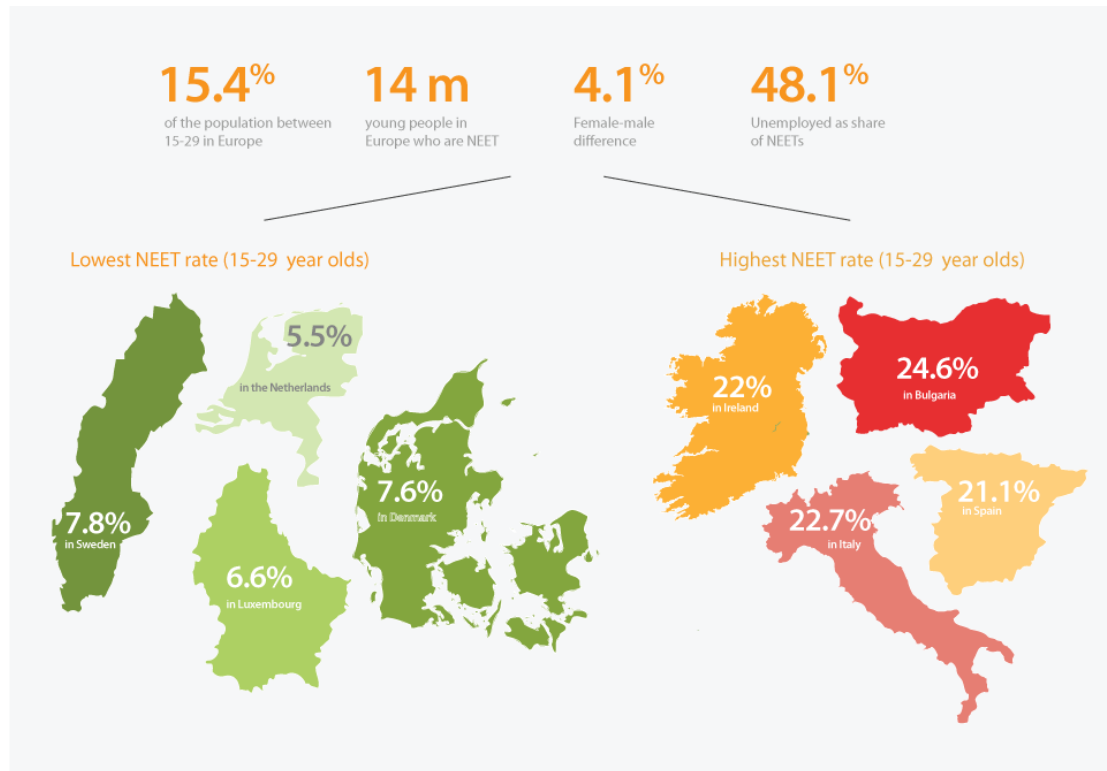 15.4%
of the population between
15-29 in Europe
14 m
young people in
Europe who are NEET
4.1%
Female-male
difference
48.1%
Unemployed as share
of NEETs
Lowest NEET rate (15-29 year olds)
5.5%
in the Netherlands
7.8%
in Sweden
6.6%
in Luxembourg
7.6%
in Denmark
Highest NEET rate (15-29 year olds)
22%
in Ireland
24.6%
in Bulgaria
22.7%
in Italy
21.1%
in Spain